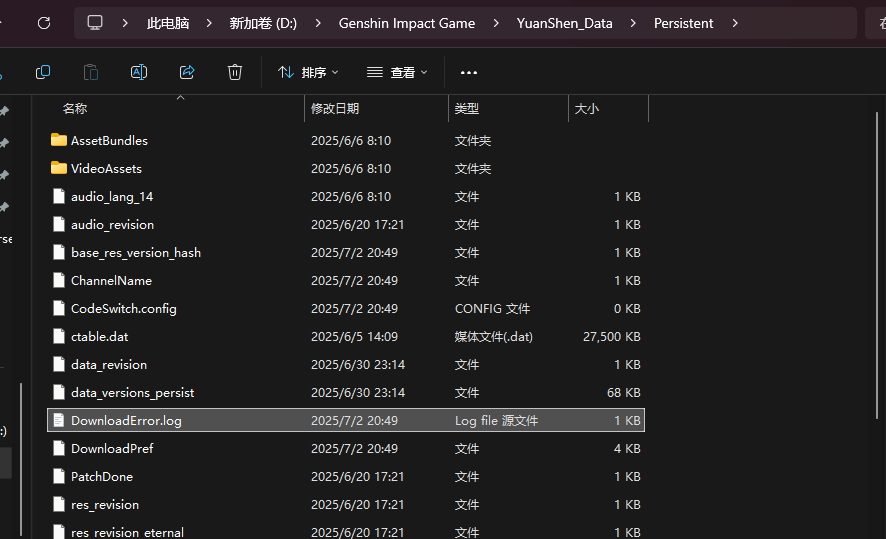 此电脑 新加卷 (D:) Genshin Impact Game YuanShen_Data Persistent
排序 查看
名称 修改日期 类型 大小
AssetBundles 2025/6/6 8:10 文件夹
VideoAssets 2025/6/6 8:10 文件夹
audio_lang_14 2025/6/6 8:10 文件 1 KB
audio_revision 2025/6/20 17:21 文件 1 KB
base_res_version_hash 2025/7/2 20:49 文件 1 KB
ChannelName 2025/7/2 20:49 文件 1 KB
CodeSwitch.config 2025/7/2 20:49 CONFIG 文件 0 KB
ctable.dat 2025/6/5 14:09 媒体文件(.dat) 27,500 KB
data_revision 2025/6/30 23:14 文件 1 KB
data_versions_persist 2025/6/30 23:14 文件 68 KB
DownloadError.log 2025/7/2 20:49 Log file 源文件 1 KB
DownloadPref 2025/7/2 20:49 文件 4 KB
PatchDone 2025/6/20 17:21 文件 1 KB
res_revision 2025/6/20 17:21 文件 1 KB
res_revision_eternal 2025/6/20 17:21 文件 1 KB